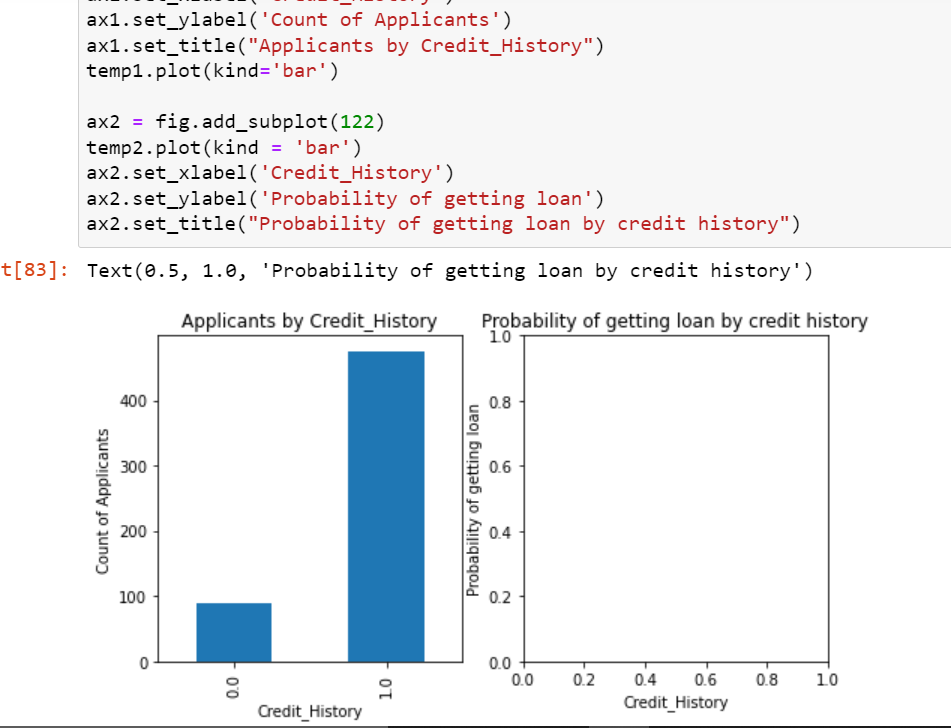 ax1.set_ylabel('Count of Applicants')
ax1.set_title("Applicants by Credit_History")
temp1.plot(kind='bar')
ax2 = fig.add_subplot(122)
temp2.plot(kind = 'bar')
ax2.set_xlabel('Credit_History')
ax2.set_ylabel('Probability of getting loan')
ax2.set_title("Probability of getting loan by credit history")
t[83]: Text(0.5, 1.0, 'Probability of getting loan by credit history')
Applicants by Credit_History
Count of Applicants
400
300
200
100
0
0.0 1.0
Credit_History
Probability of getting loan by credit history
Probability of getting loan
1.0
0.8
0.6
0.4
0.2
0.0
0.0 0.2 0.4 0.6 0.8 1.0
Credit_History